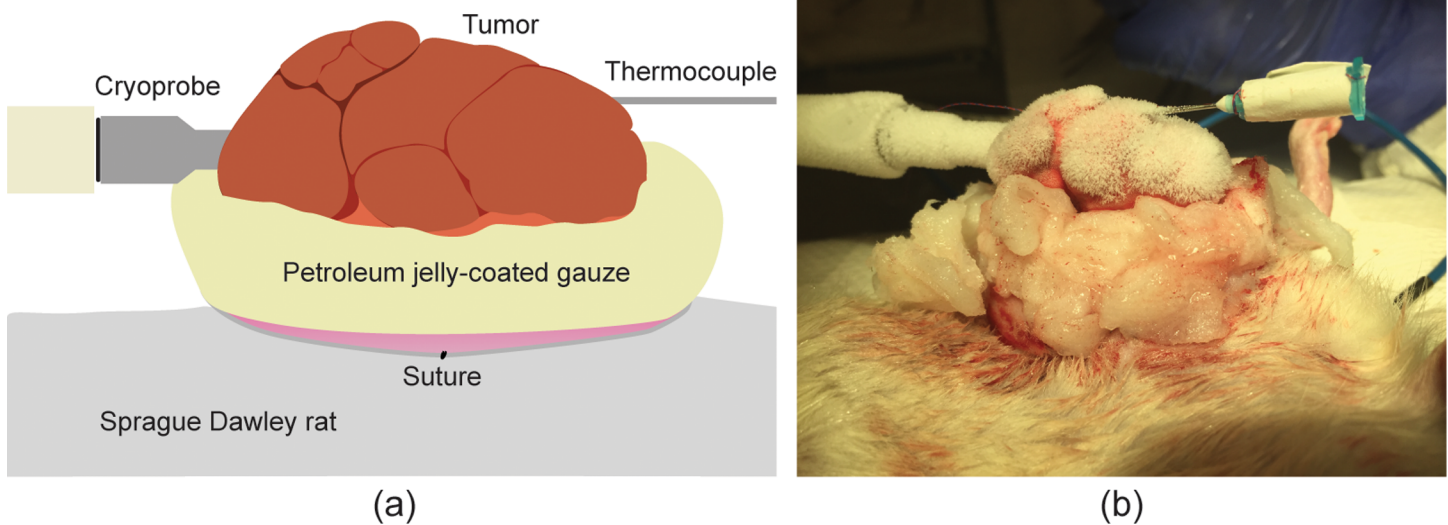 Tumor
Thermocouple
Cryoprobe
Petroleum jelly-coated gauze
Suture
Sprague Dawley rat
(a)
(b)